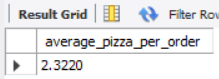 Result Grid Filter Row
average_pizza_per_order
2.3220